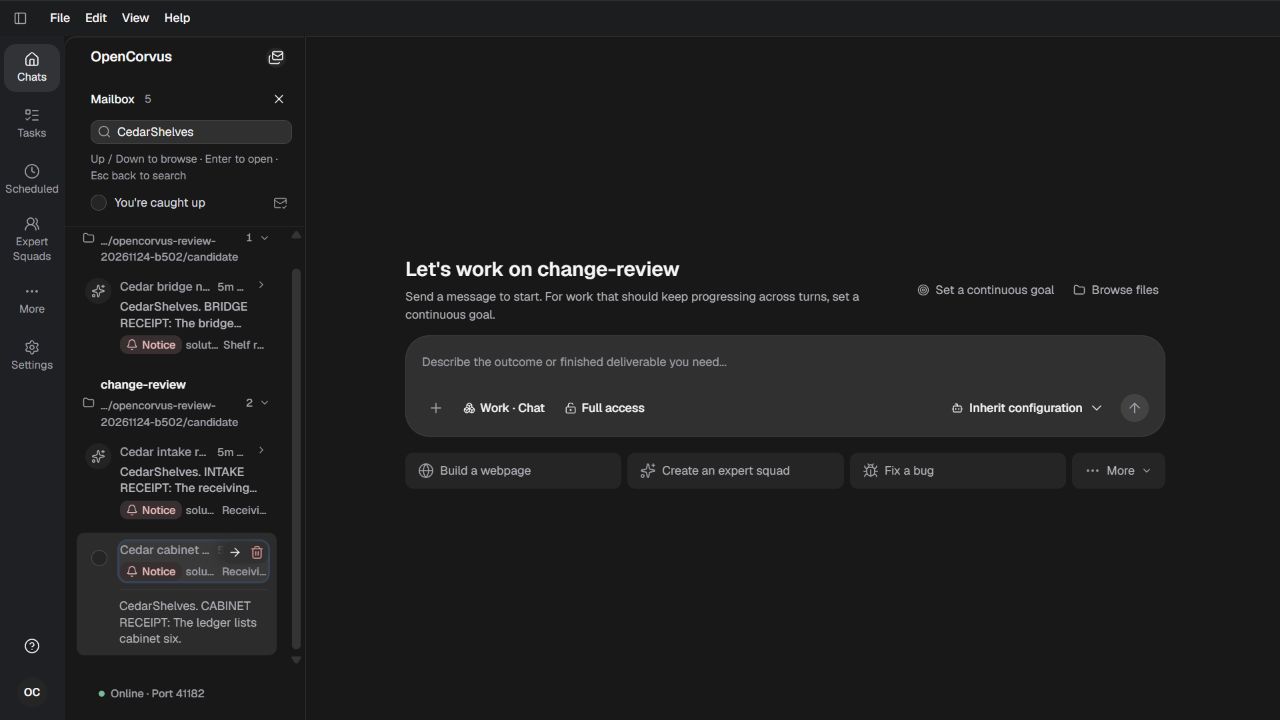 File Edit View Help
Chats
Tasks
Scheduled
Expert
Squads
More
Settings
OC
OpenCorvus
Mailbox 5
CedarShelves
Up / Down to browse · Enter to open ·
Esc back to search
You're caught up
.../opencorvus-review- 1
20261124-b502/candidate
Cedar bridge n... 5m ...
CedarShelves. BRIDGE
RECEIPT: The bridge...
Notice solut... Shelf r...
change-review
.../opencorvus-review- 2
20261124-b502/candidate
Cedar intake r... 5m ...
CedarShelves. INTAKE
RECEIPT: The receiving...
Notice solu... Receivi...
Cedar cabinet ...
Notice solu... Receivi...
CedarShelves. CABINET
RECEIPT: The ledger lists
cabinet six.
Online · Port 41182
Let's work on change-review
Send a message to start. For work that should keep progressing across turns, set a
continuous goal.
Set a continuous goal Browse files
Describe the outcome or finished deliverable you need...
Work · Chat Full access Inherit configuration
Build a webpage Create an expert squad Fix a bug More